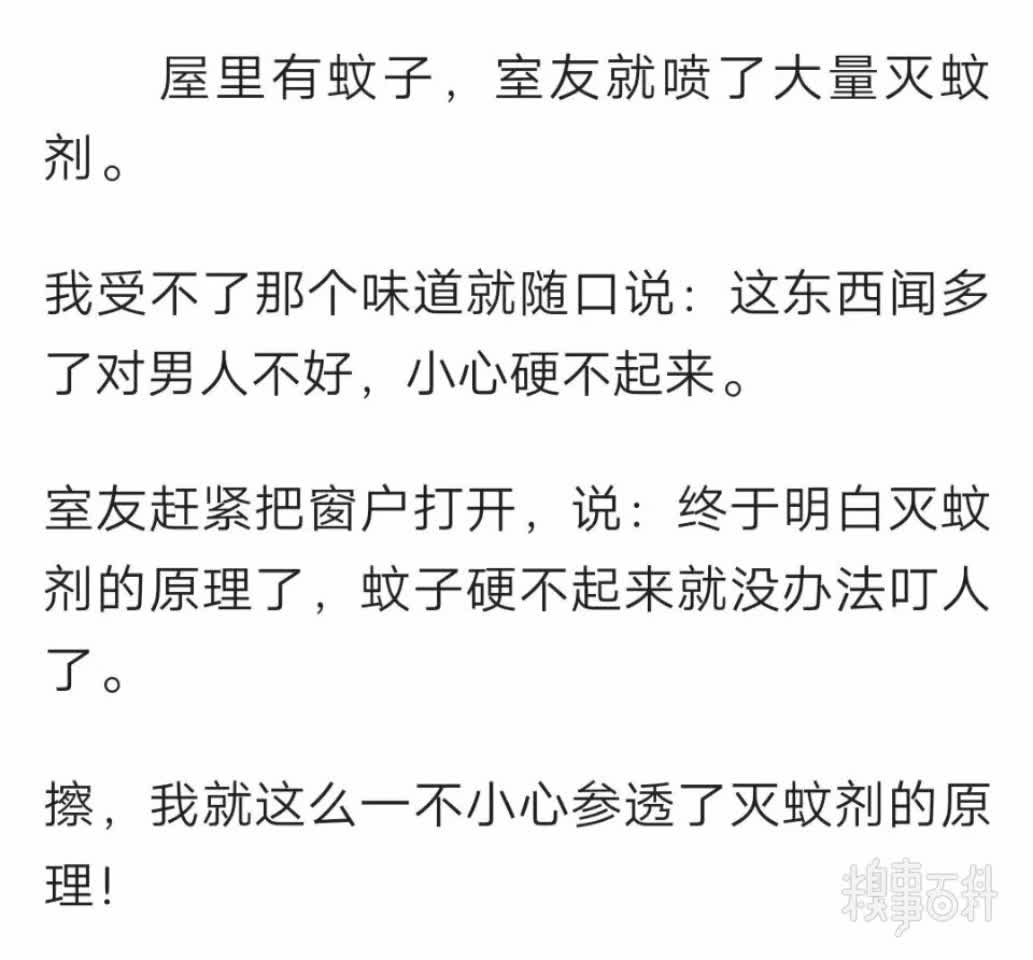 屋里有蚊子，室友就喷了大量灭蚊
剂。
我受不了那个味道就随口说：这东西闻多
了对男人不好，小心硬不起来。
室友赶紧把窗户打开，说：终于明白灭蚊
剂的原理了，蚊子硬不起来就没办法叮人
了。
擦，我就这么一不小心参透了灭蚊剂的原
理！
糗事百科